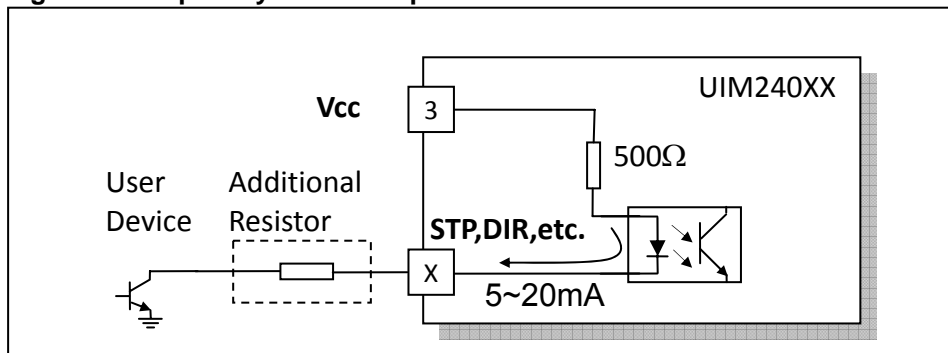 UIM240XX
Vcc
3
500Ω
User Device
Additional Resistor
STP,DIR,etc.
X
5~20mA